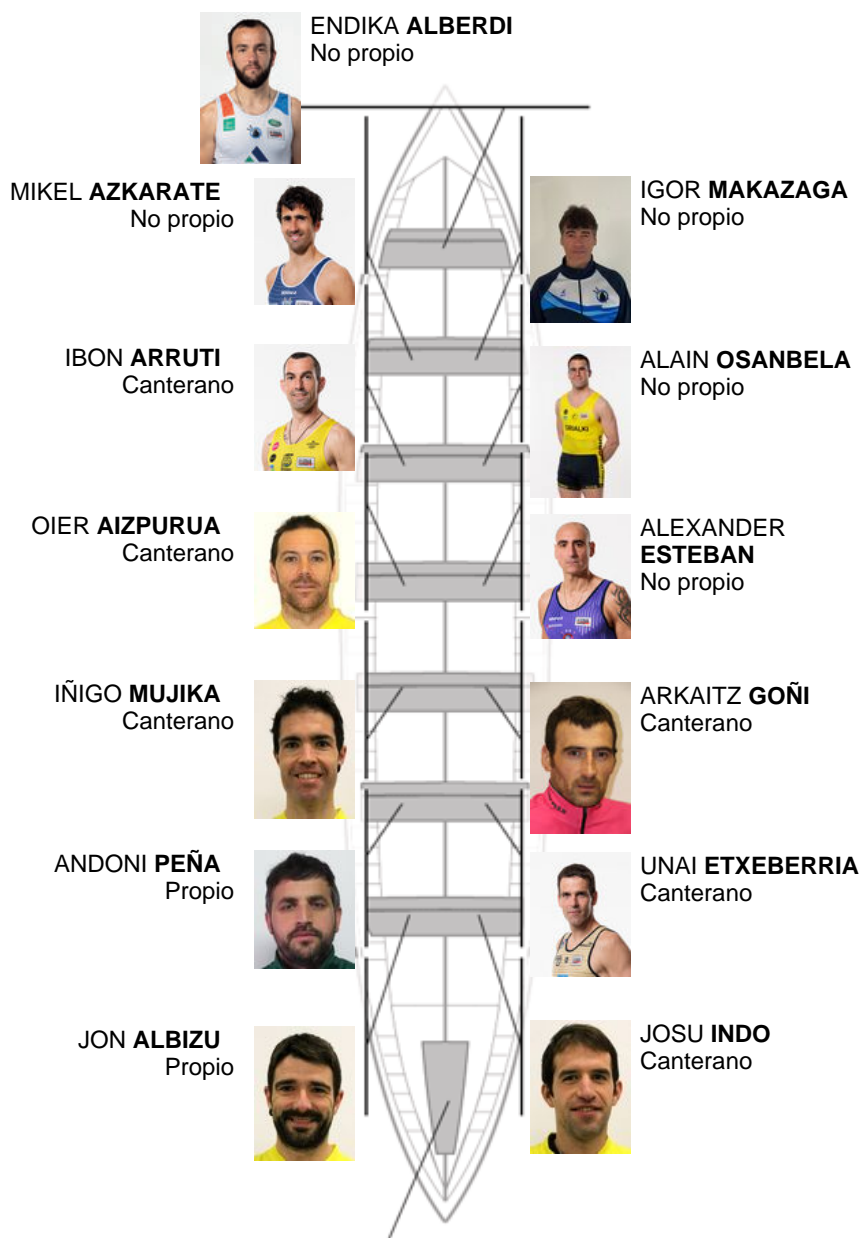 ENDIKA ALBERDI
No propio
MIKEL AZKARATE
No propio
IGOR MAKAZAGA
No propio
IBON ARRUTI
Canterano
ALAIN OSANBELA
No propio
OIER AIZPURUA
Canterano
ALEXANDER
ESTEBAN
No propio
IÑIGO MUJIKA
Canterano
ARKAITZ GOÑI
Canterano
ANDONI PEÑA
Propio
UNAI ETXEBERRIA
Canterano
JON ALBIZU
Propio
JOSU INDO
Canterano